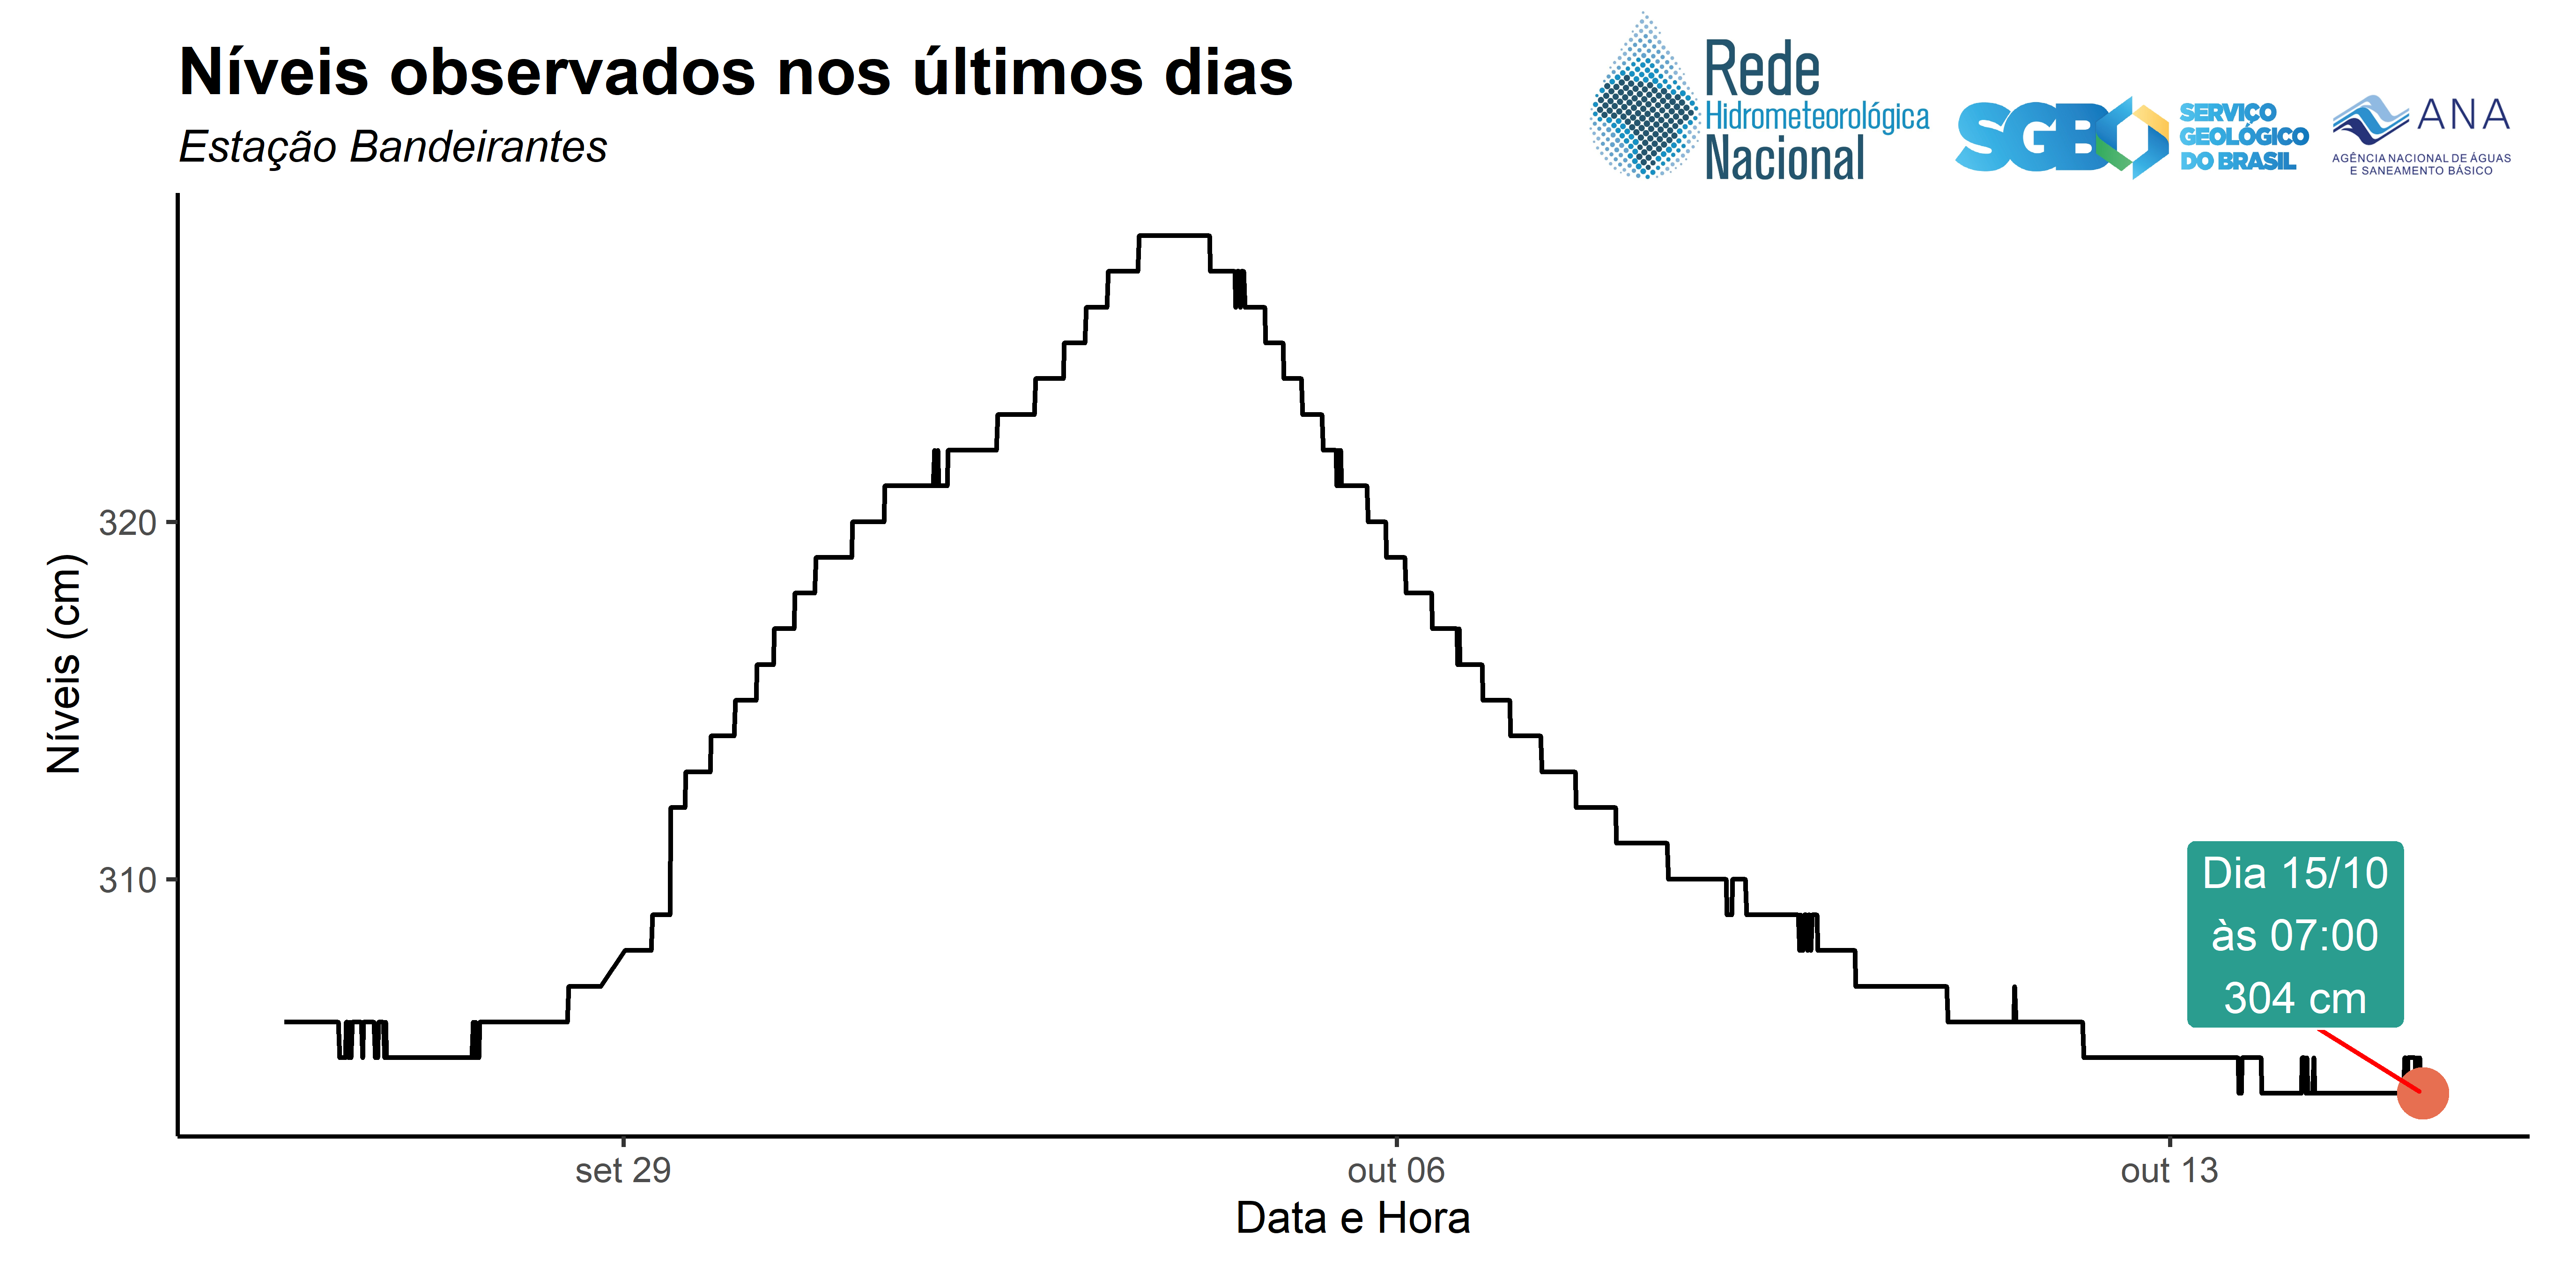 Níveis observados nos últimos dias
Estação Bandeirantes
Rede
Hidrometeorológica
Nacional
SGB
SERVIÇO
GEOLÓGICO
DO BRASIL
ANA
AGÊNCIA NACIONAL DE ÁGUAS
E SANEAMENTO BÁSICO
Níveis (cm)
320
310
Dia 15/10
às 07:00
304 cm
set 29
out 06
out 13
Data e Hora